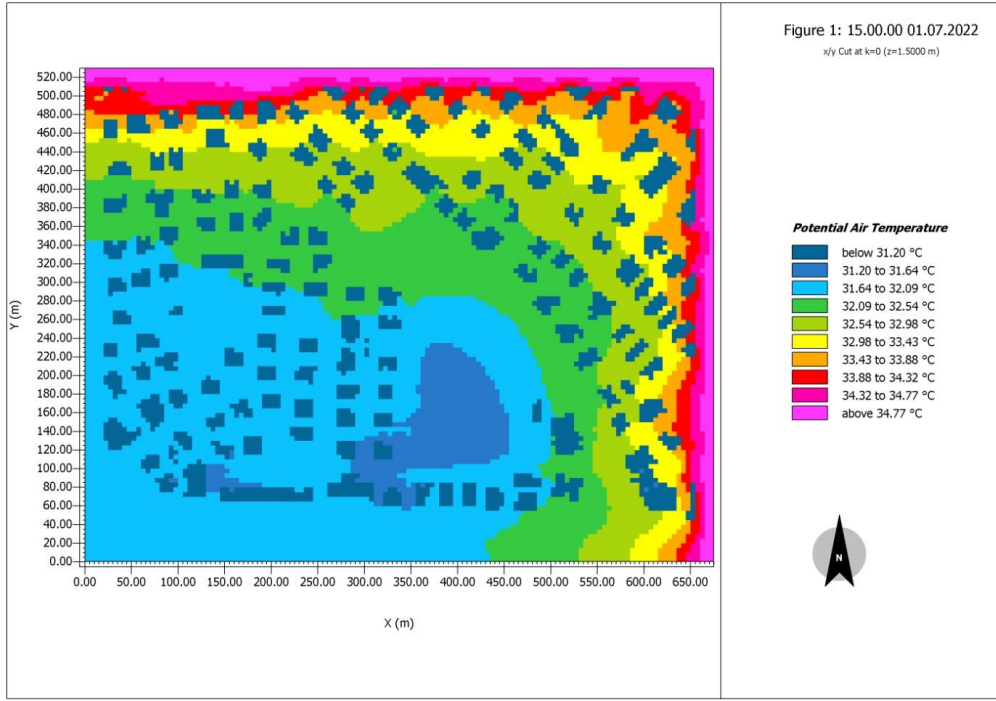 Figure 1: 15.00.00 01.07.2022
x/y Cut at k=0 (z=1.5000 m)
520.00
500.00
480.00
460.00
440.00
420.00
400.00
380.00
360.00
340.00
320.00
300.00
280.00
260.00
240.00
220.00
200.00
180.00
160.00
140.00
120.00
100.00
80.00
60.00
40.00
20.00
0.00
Y (m)
0.00 50.00 100.00 150.00 200.00 250.00 300.00 350.00 400.00 450.00 500.00 550.00 600.00 650.00
X (m)
Potential Air Temperature
below 31.20 °C
31.20 to 31.64 °C
31.64 to 32.09 °C
32.09 to 32.54 °C
32.54 to 32.98 °C
32.98 to 33.43 °C
33.43 to 33.88 °C
33.88 to 34.32 °C
34.32 to 34.77 °C
above 34.77 °C
N